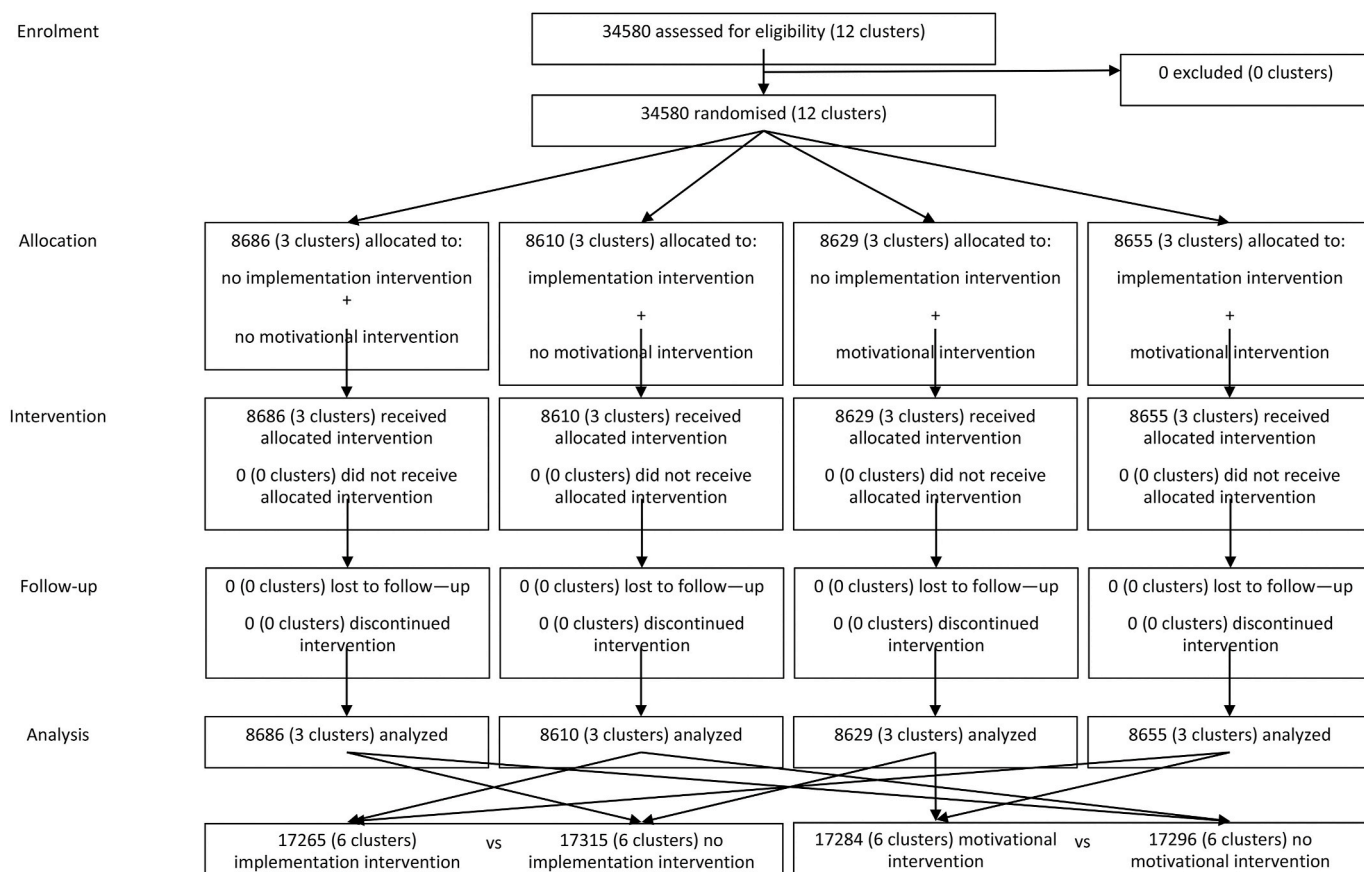 Enrolment
34580 assessed for eligibility (12 clusters)
0 excluded (0 clusters)
34580 randomised (12 clusters)
Allocation
8686 (3 clusters) allocated to:
no implementation intervention
+
no motivational intervention
8610 (3 clusters) allocated to:
implementation intervention
+
no motivational intervention
8629 (3 clusters) allocated to:
no implementation intervention
+
motivational intervention
8655 (3 clusters) allocated to:
implementation intervention
+
motivational intervention
Intervention
8686 (3 clusters) received
allocated intervention
0 (0 clusters) did not receive
allocated intervention
8610 (3 clusters) received
allocated intervention
0 (0 clusters) did not receive
allocated intervention
8629 (3 clusters) received
allocated intervention
0 (0 clusters) did not receive
allocated intervention
8655 (3 clusters) received
allocated intervention
0 (0 clusters) did not receive
allocated intervention
Follow-up
0 (0 clusters) lost to follow—up
0 (0 clusters) discontinued
intervention
0 (0 clusters) lost to follow—up
0 (0 clusters) discontinued
intervention
0 (0 clusters) lost to follow—up
0 (0 clusters) discontinued
intervention
0 (0 clusters) lost to follow—up
0 (0 clusters) discontinued
intervention
Analysis
8686 (3 clusters) analyzed
8610 (3 clusters) analyzed
8629 (3 clusters) analyzed
8655 (3 clusters) analyzed
17265 (6 clusters)
implementation intervention
vs
17315 (6 clusters) no
implementation intervention
17284 (6 clusters) motivational
intervention
vs
17296 (6 clusters) no
motivational intervention